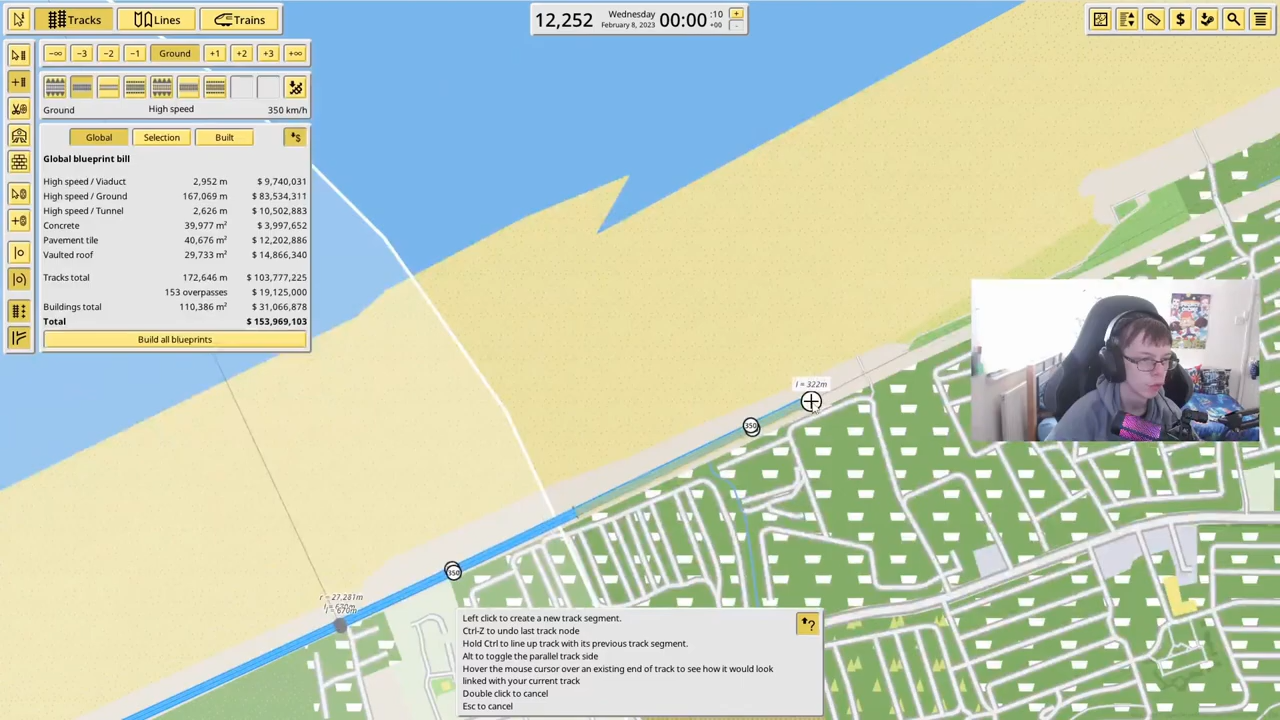 Tracks
Lines
Trains
12,252
Wednesday
February 8, 2023
00:00
:10
+00
+
-
$
-∞
-3
-2
-1
Ground
+1
+2
+3
+∞
Ground
High speed
350 km/h
Global
Selection
Built
Global blueprint bill
High speed / Viaduct 2,952 m $ 9,740,031
High speed / Ground 167,069 m $ 83,534,311
High speed / Tunnel 2,626 m $ 10,502,883
Concrete 39,977 m² $ 3,997,652
Pavement tile 40,676 m² $ 12,202,886
Vaulted roof 29,733 m² $ 14,866,340
Tracks total 172,646 m $ 103,777,225
153 overpasses $ 19,125,000
Buildings total 110,386 m² $ 31,066,878
Total $ 153,969,103
Build all blueprints
l = 322m
350
350
r = 27.281m
l = 670m
Left click to create a new track segment.
Ctrl-Z to undo last track node
Hold Ctrl to line up track with its previous track segment.
Alt to toggle the parallel track side
Hover the mouse cursor over an existing end of track to see how it would look
linked with your current track
Double click to cancel
Esc to cancel